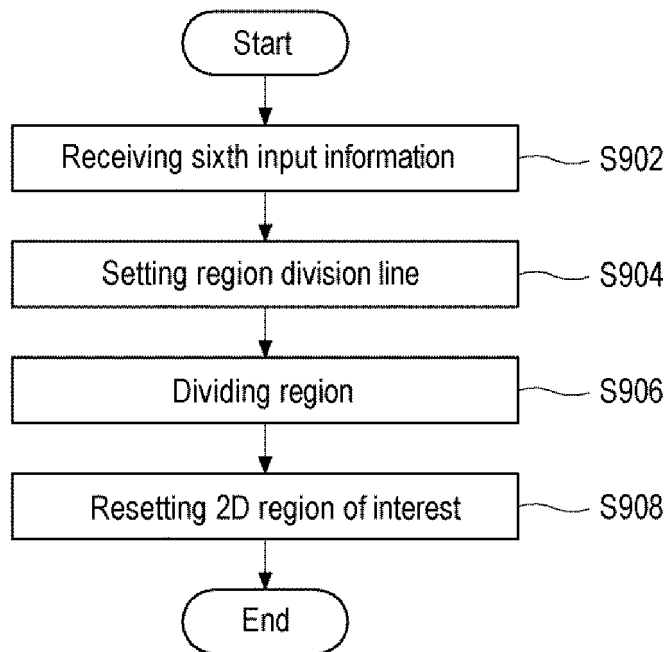 Start
Receiving sixth input information S902
Setting region division line S904
Dividing region S906
Resetting 2D region of interest S908
End